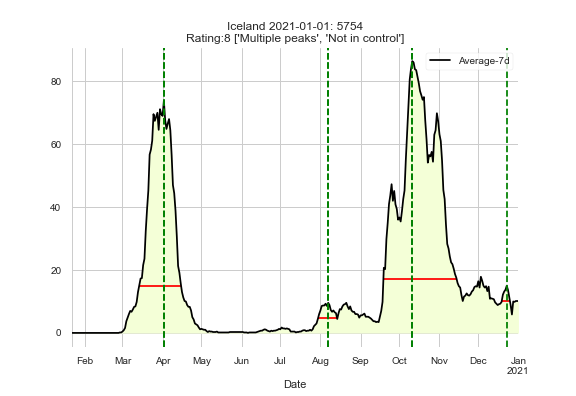 Iceland 2021-01-01: 5754
Rating:8 ['Multiple peaks', 'Not in control']
Average-7d
80
60
40
20
0
Feb Mar Apr May Jun Jul Aug Sep Oct Nov Dec Jan
2021
Date